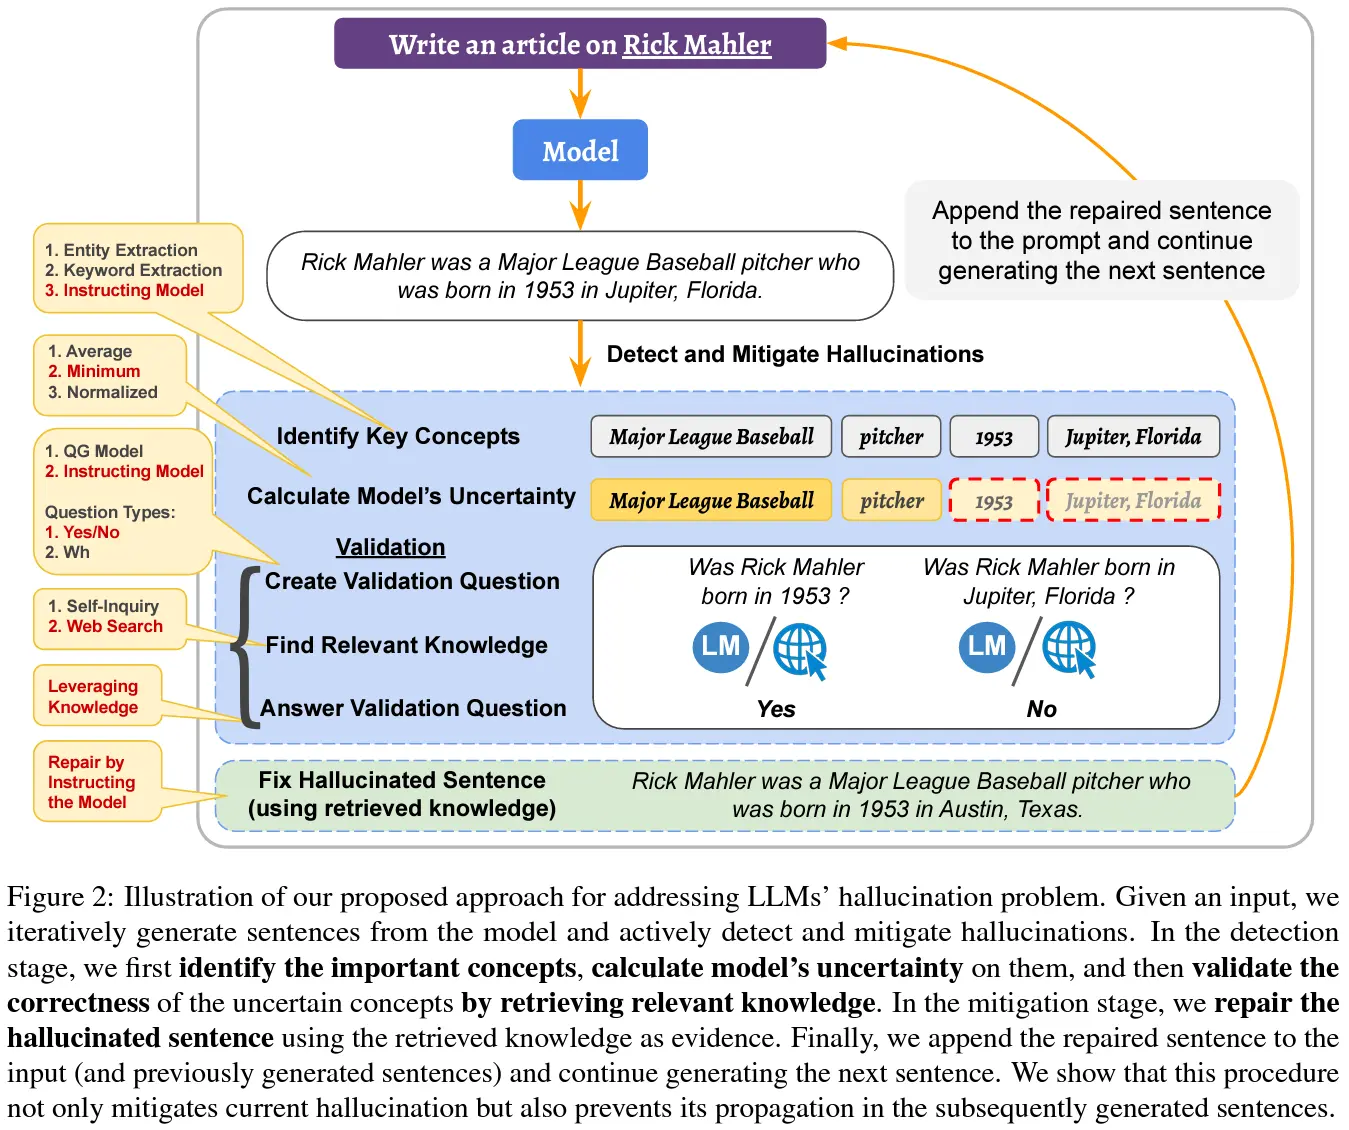 Write an article on Rick Mahler
Model
Rick Mahler was a Major League Baseball pitcher who
was born in 1953 in Jupiter, Florida.
Append the repaired sentence
to the prompt and continue
generating the next sentence
Detect and Mitigate Hallucinations
1. Entity Extraction
2. Keyword Extraction
3. Instructing Model
1. Average
2. Minimum
3. Normalized
1. QG Model
2. Instructing Model
Question Types:
1. Yes/No
2. Wh
1. Self-Inquiry
2. Web Search
Leveraging
Knowledge
Repair by
Instructing
the Model
Identify Key Concepts
Major League Baseball pitcher 1953 Jupiter, Florida
Calculate Model's Uncertainty
Major League Baseball pitcher 1953 Jupiter, Florida
Validation
Create Validation Question
Find Relevant Knowledge
Answer Validation Question
Was Rick Mahler
born in 1953 ?
LM
Yes
Was Rick Mahler born in
Jupiter, Florida ?
LM
No
Fix Hallucinated Sentence
(using retrieved knowledge)
Rick Mahler was a Major League Baseball pitcher who
was born in 1953 in Austin, Texas.
Figure 2: Illustration of our proposed approach for addressing LLMs' hallucination problem. Given an input, we
iteratively generate sentences from the model and actively detect and mitigate hallucinations. In the detection
stage, we first identify the important concepts, calculate model's uncertainty on them, and then validate the
correctness of the uncertain concepts by retrieving relevant knowledge. In the mitigation stage, we repair the
hallucinated sentence using the retrieved knowledge as evidence. Finally, we append the repaired sentence to the
input (and previously generated sentences) and continue generating the next sentence. We show that this procedure
not only mitigates current hallucination but also prevents its propagation in the subsequently generated sentences.